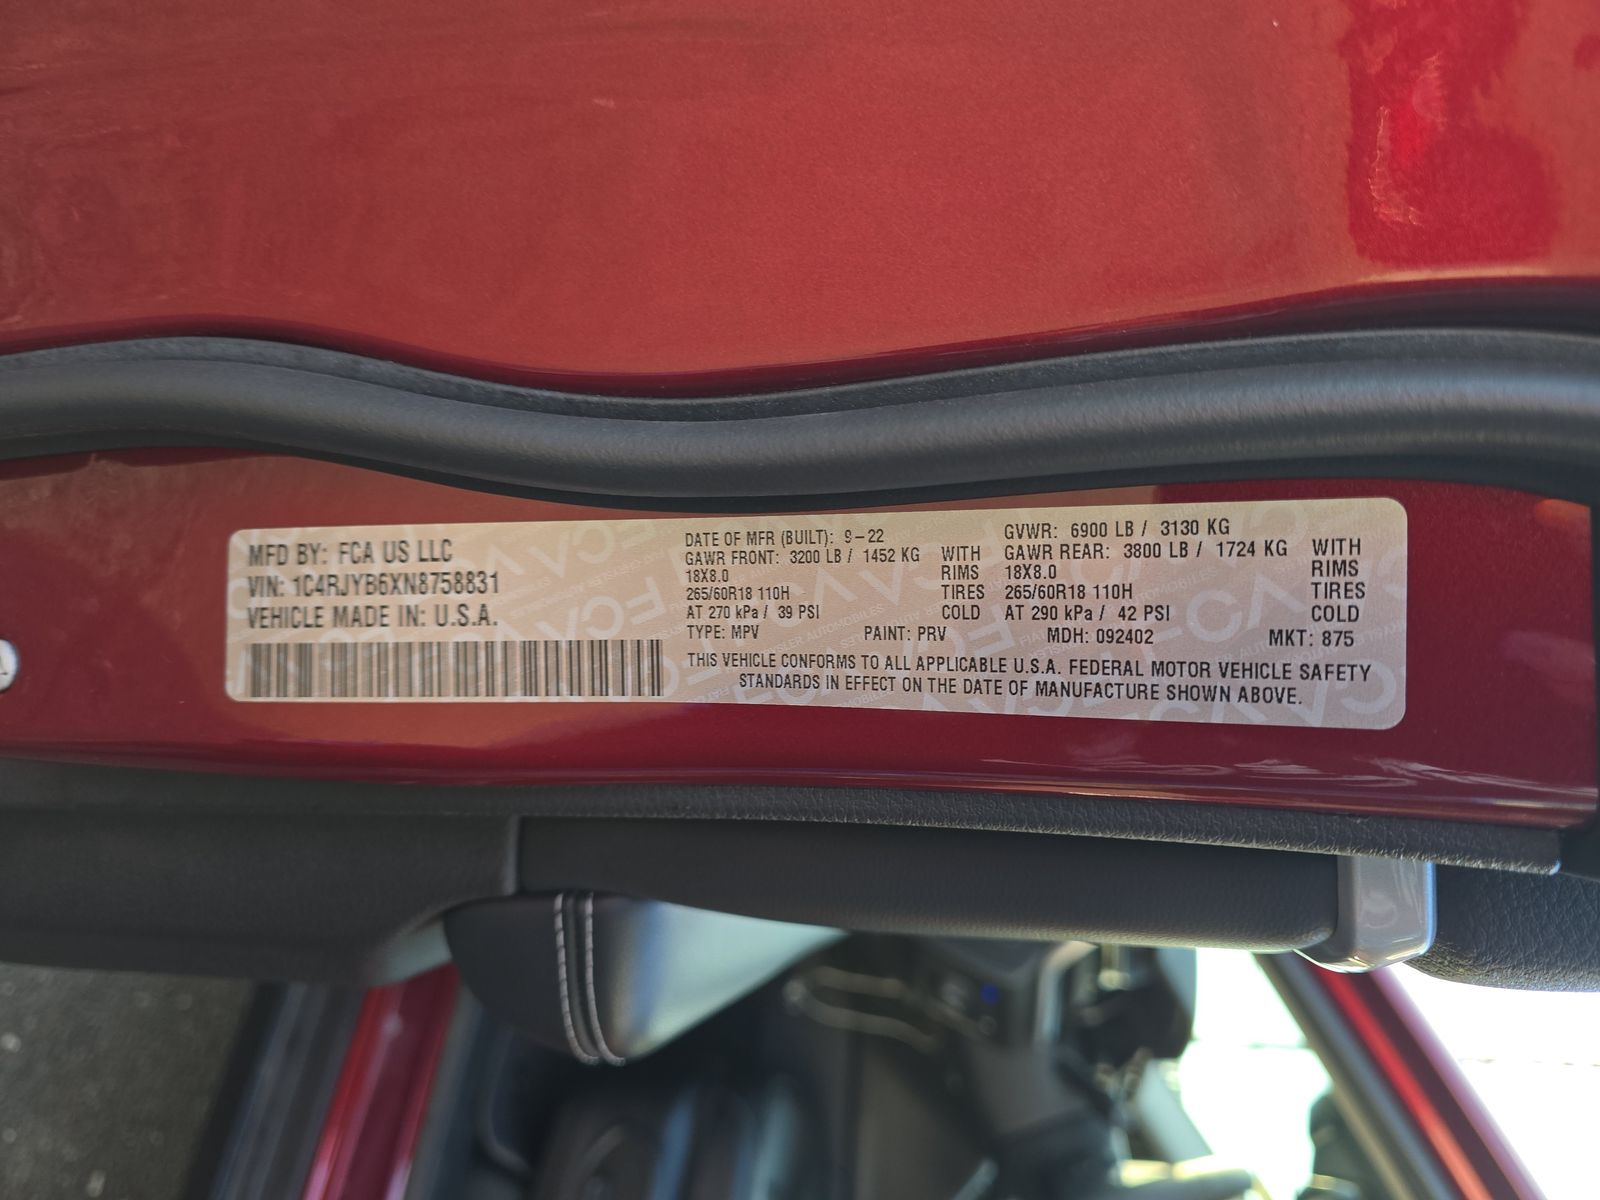 MFD BY: FCA US LLC
VIN: 1C4RJYB6XN8758831
VEHICLE MADE IN: U.S.A.
DATE OF MFR (BUILT): 9-22
GVWR: 6900 LB / 3130 KG
GAWR FRONT: 3200 LB / 1452 KG WITH
18X8.0 RIMS
265/60R18 110H TIRES
AT 270 kPa / 39 PSI COLD
GAWR REAR: 3800 LB / 1724 KG WITH
18X8.0 RIMS
265/60R18 110H TIRES
AT 290 kPa / 42 PSI COLD
TYPE: MPV PAINT: PRV MDH: 092402 MKT: 875
THIS VEHICLE CONFORMS TO ALL APPLICABLE U.S.A. FEDERAL MOTOR VEHICLE SAFETY
STANDARDS IN EFFECT ON THE DATE OF MANUFACTURE SHOWN ABOVE.